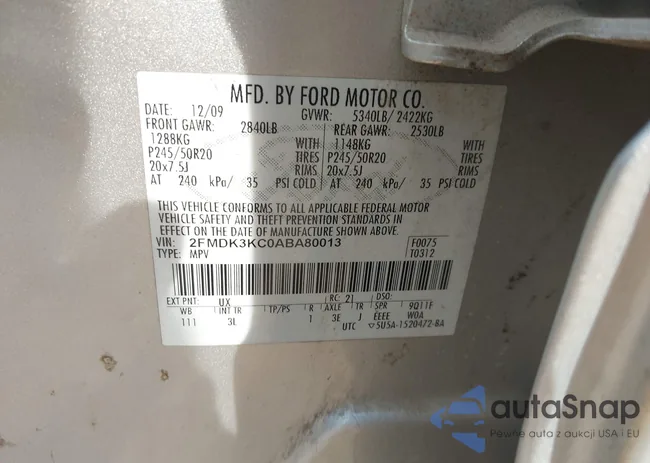 MFD. BY FORD MOTOR CO.
DATE: 12/09 GVWR: 5340LB/ 2422KG
FRONT GAWR: 2840LB REAR GAWR: 2530LB
1288KG WITH 1148KG WITH
P245/50R20 TIRES P245/50R20 TIRES
20x7.5J RIMS 20x7.5J RIMS
AT 240 kPa/ 35 PSI COLD AT 240 kPa/ 35 PSI COLD
THIS VEHICLE CONFORMS TO ALL APPLICABLE FEDERAL MOTOR
VEHICLE SAFETY AND THEFT PREVENTION STANDARDS IN
EFFECT ON THE DATE OF MANUFACTURE SHOWN ABOVE.
VIN: 2FMDK3KC0ABA80013 F0075
TYPE: MPV T0312
EXT PNT: UX RC: 21 DSO:
WB INT TR TP/PS R AXLE TR SPR 9Q11F
111 3L 1 3E J EEEE W0A
UTC 5U5A-1520472-BA
autaSnap
Pewne auta z aukcji USA i EU